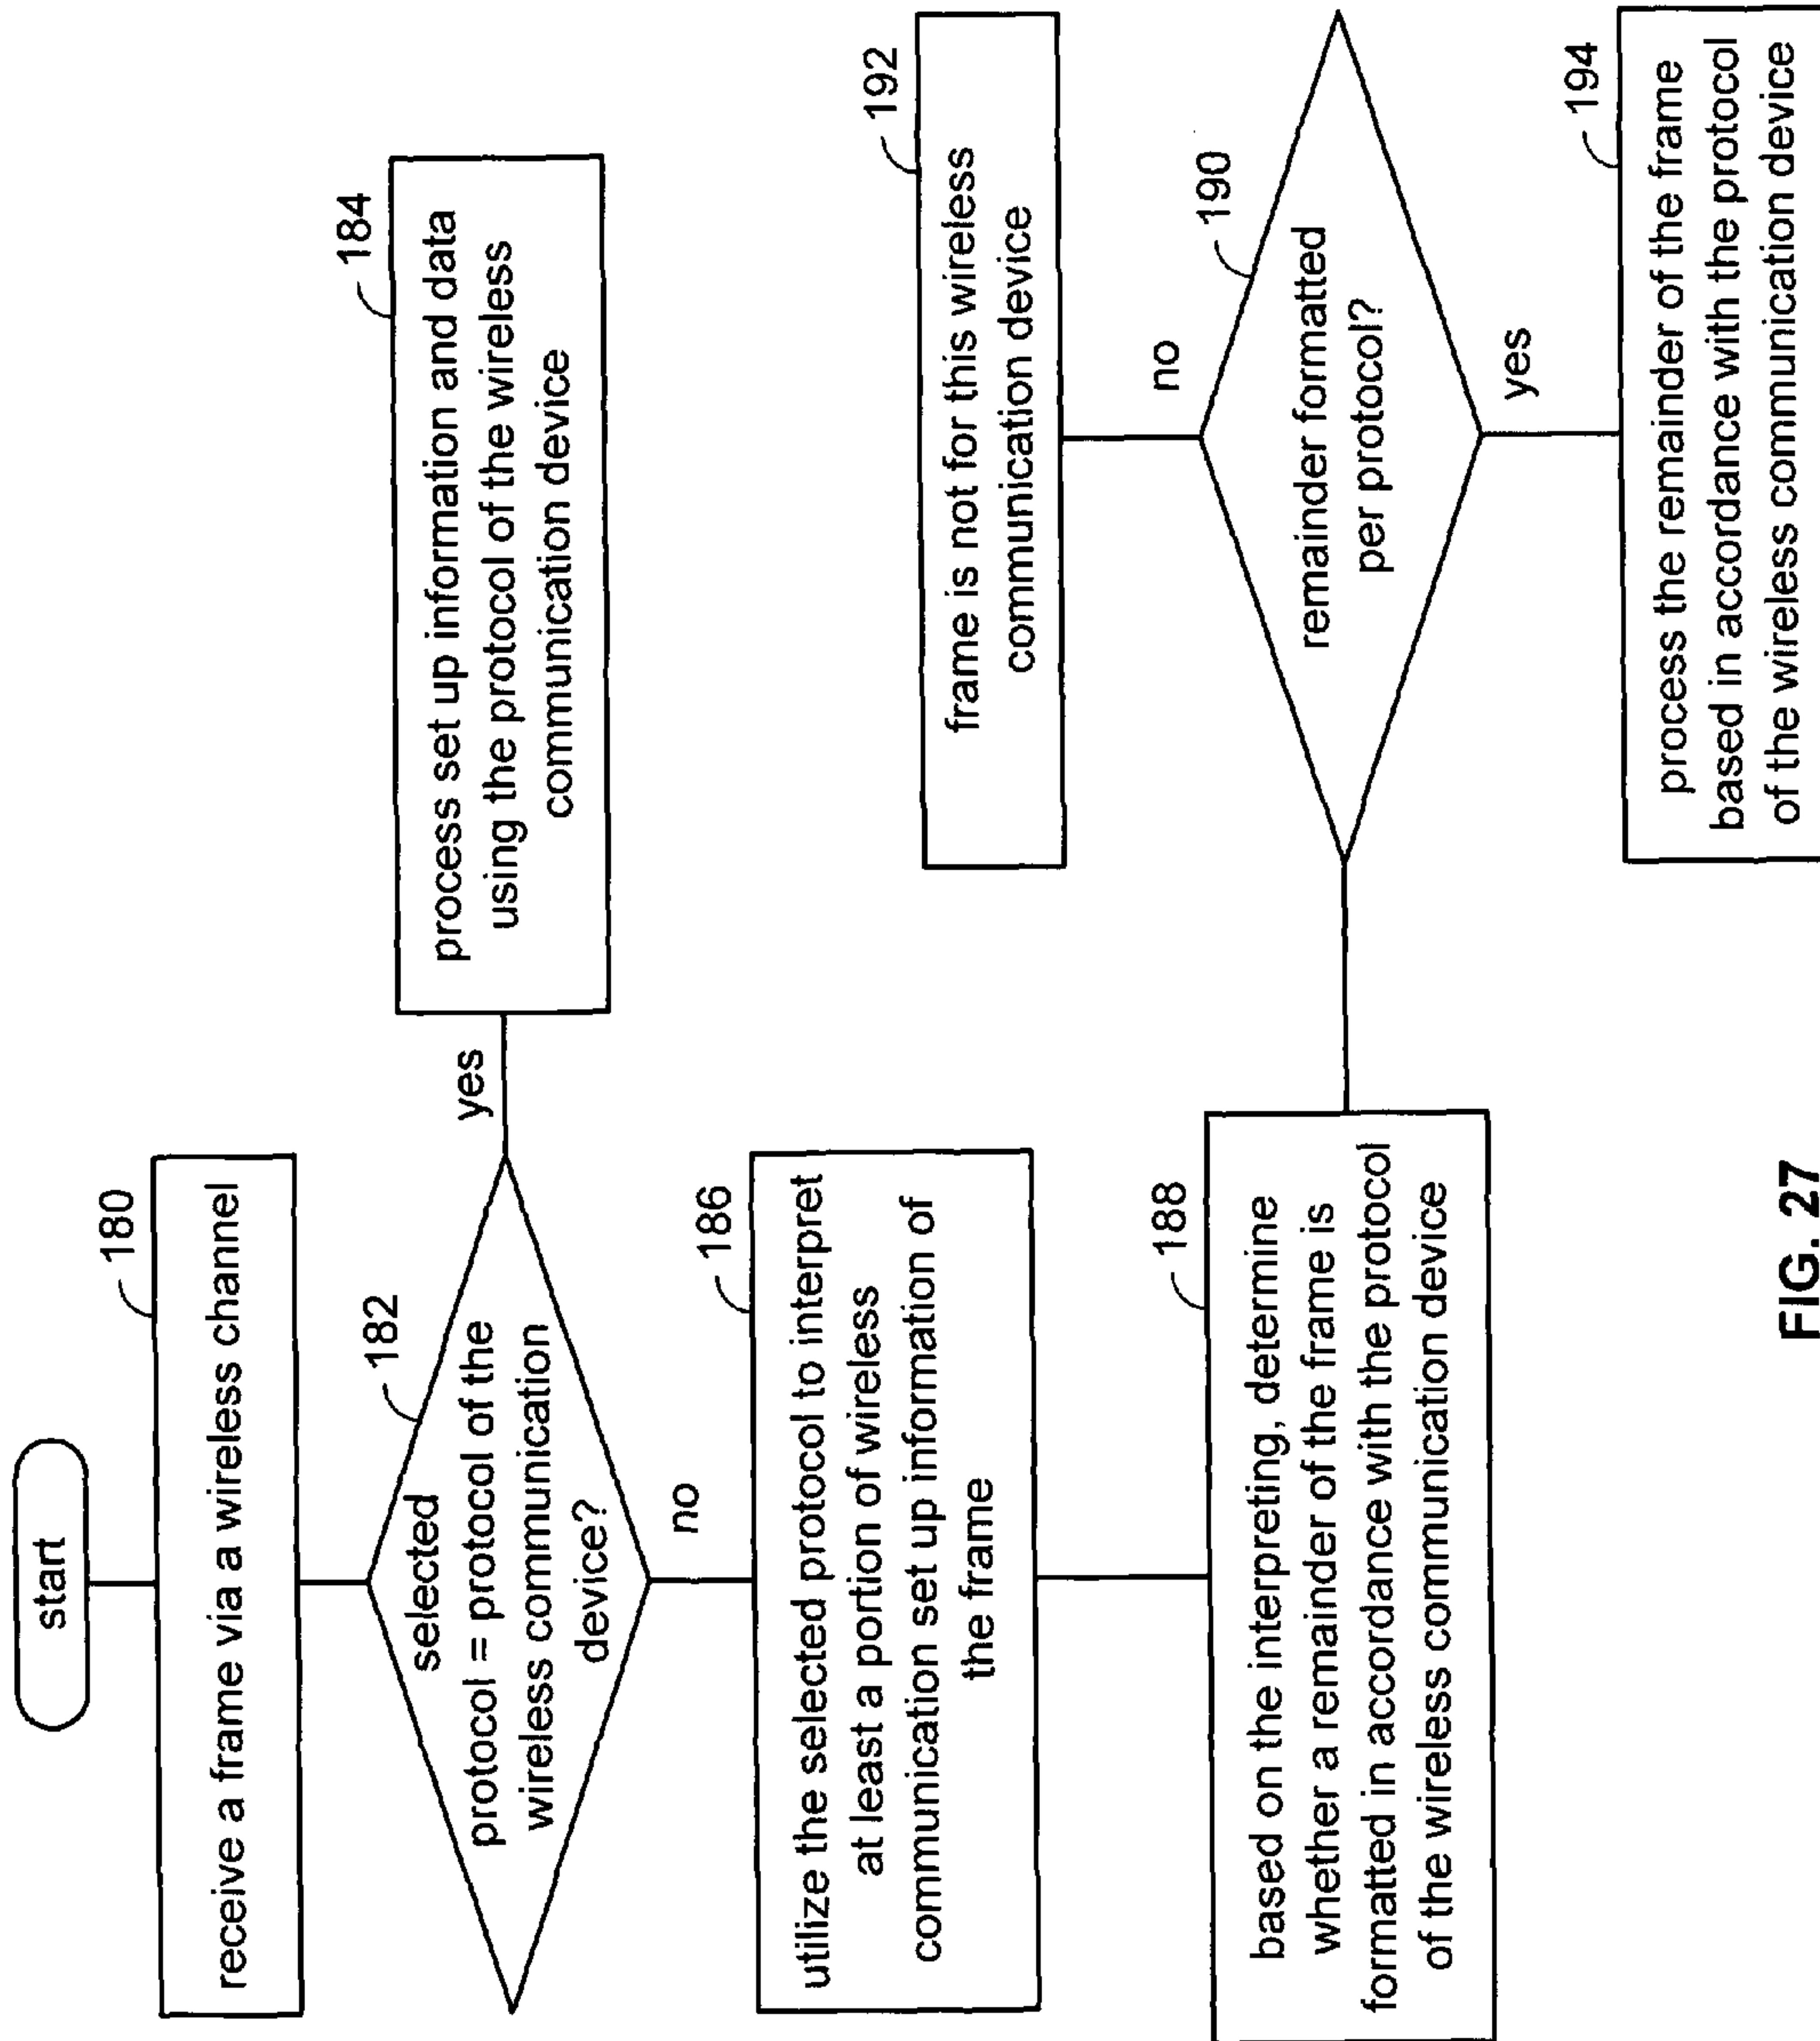 start
180
receive a frame via a wireless channel
182
selected
protocol = protocol of the
wireless communication
device?
yes
184
process set up information and data
using the protocol of the wireless
communication device
no
186
utilize the selected protocol to interpret
at least a portion of wireless
communication set up information of
the frame
188
based on the interpreting, determine
whether a remainder of the frame is
formatted in accordance with the protocol
of the wireless communication device
192
frame is not for this wireless
communication device
no
190
remainder formatted
per protocol?
yes
194
process the remainder of the frame
based in accordance with the protocol
of the wireless communication device
FIG. 27